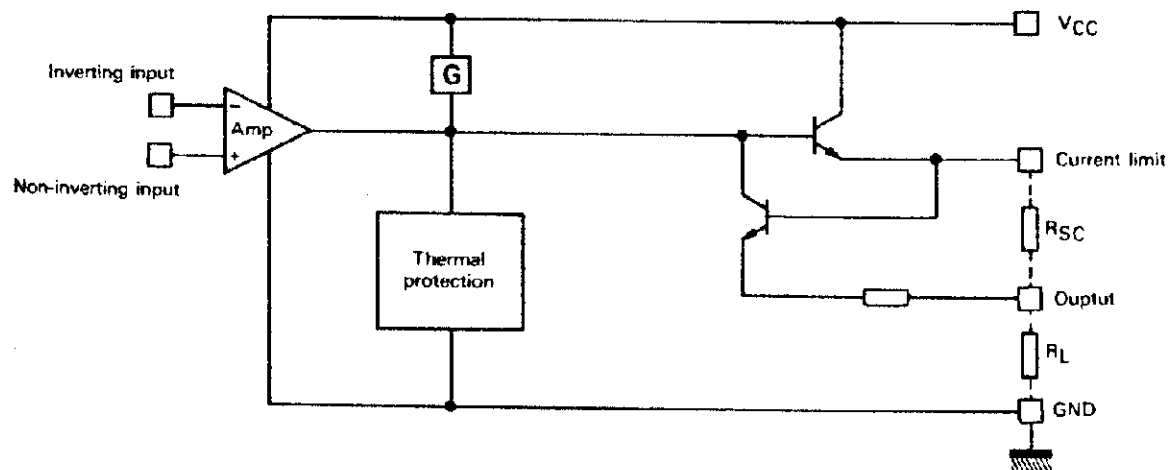 VCC
Inverting input
G
−
Amp
+
Non-inverting input
Current limit
Thermal
protection
RSC
Ouptut
RL
GND